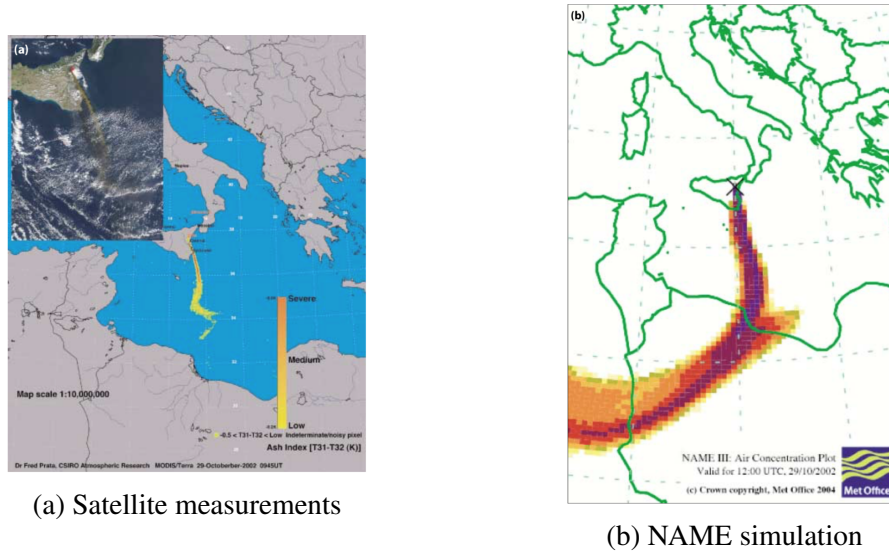 (a)
Severe
Medium
Low
Map scale 1:10,000,000
-0.5 < T31-T32 < Low Indeterminate/noisy pixel
Ash Index [T31-T32 (K)]
Dr Fred Prata, CSIRO Atmospheric Research MODIS/Terra 29-Octoberber-2002 0945UT
(a) Satellite measurements
(b)
NAME III: Air Concentration Plot
Valid for 12:00 UTC, 29/10/2002
(c) Crown copyright, Met Office 2004
Met Office
(b) NAME simulation